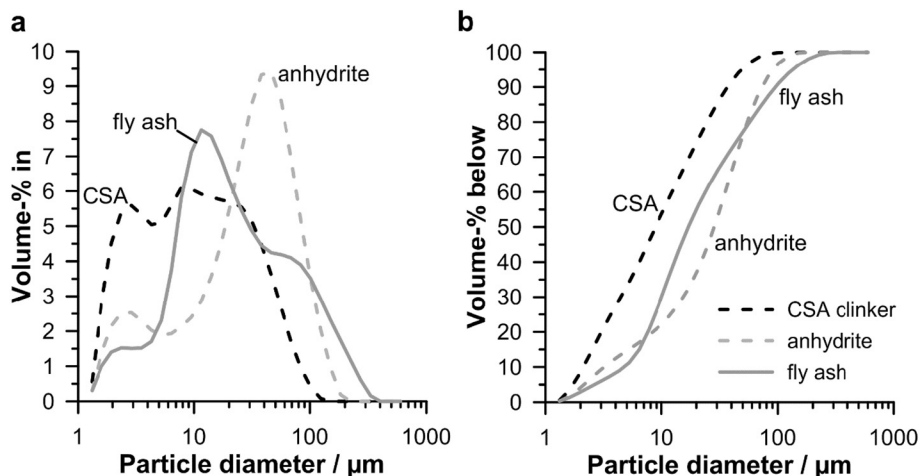 a
10
9
8
7
6
5
4
3
2
1
0
Volume-% in
CSA
fly ash
anhydrite
1
10
100
1000
Particle diameter / µm
b
100
90
80
70
60
50
40
30
20
10
0
Volume-% below
CSA
fly ash
anhydrite
CSA clinker
anhydrite
fly ash
1
10
100
1000
Particle diameter / µm